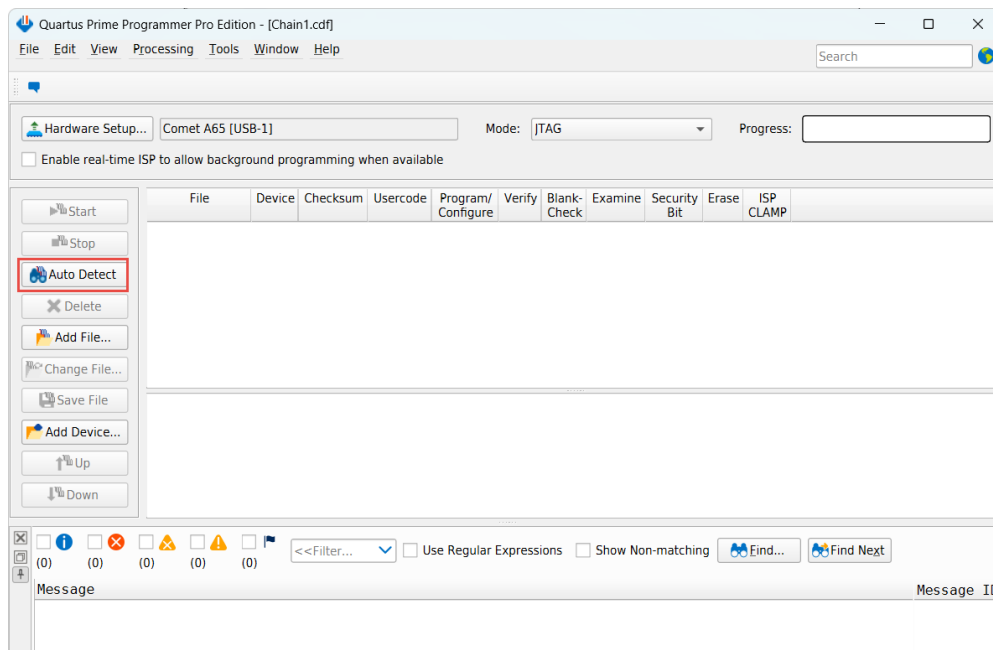 Quartus Prime Programmer Pro Edition - [Chain1.cdf]
File Edit View Processing Tools Window Help
Search
Hardware Setup... Comet A65 [USB-1] Mode: JTAG Progress:
Enable real-time ISP to allow background programming when available
File Device Checksum Usercode Program/ Verify Blank- Examine Security Erase ISP
Configure Check Bit CLAMP
Start
Stop
Auto Detect
Delete
Add File...
Change File...
Save File
Add Device...
Up
Down
<<Filter... Use Regular Expressions Show Non-matching Find... Find Next
(0) (0) (0) (0) (0)
Message Message ID